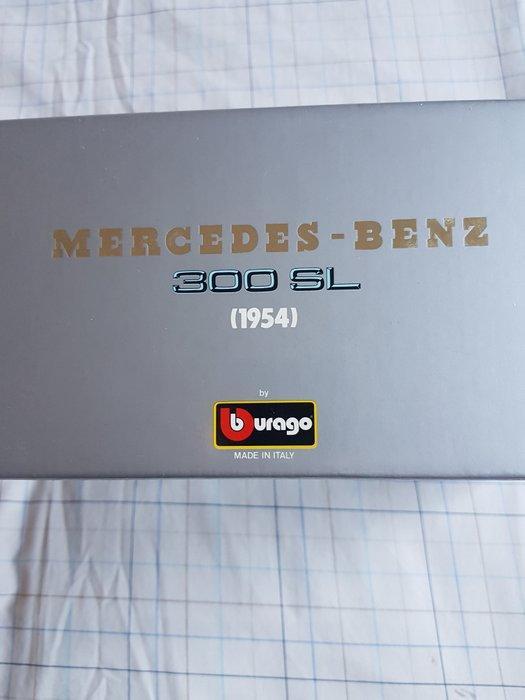 MERCEDES-BENZ
300 SL
(1954)
by
burago
MADE IN ITALY